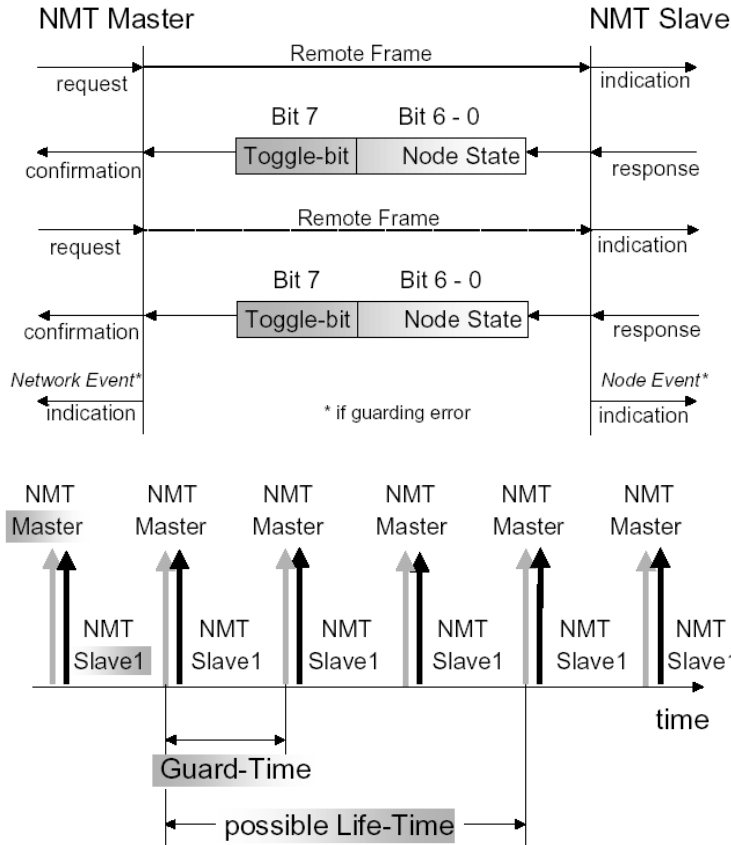 NMT Master NMT Slave
Remote Frame
request indication
Bit 7 Bit 6 - 0
Toggle-bit Node State
confirmation response
Remote Frame
request indication
Bit 7 Bit 6 - 0
Toggle-bit Node State
confirmation response
Network Event* Node Event*
indication * if guarding error indication
NMT NMT NMT NMT NMT NMT
Master Master Master Master Master Master
NMT NMT NMT NMT NMT NMT
Slave1 Slave1 Slave1 Slave1 Slave1 Slave1
time
Guard-Time
possible Life-Time